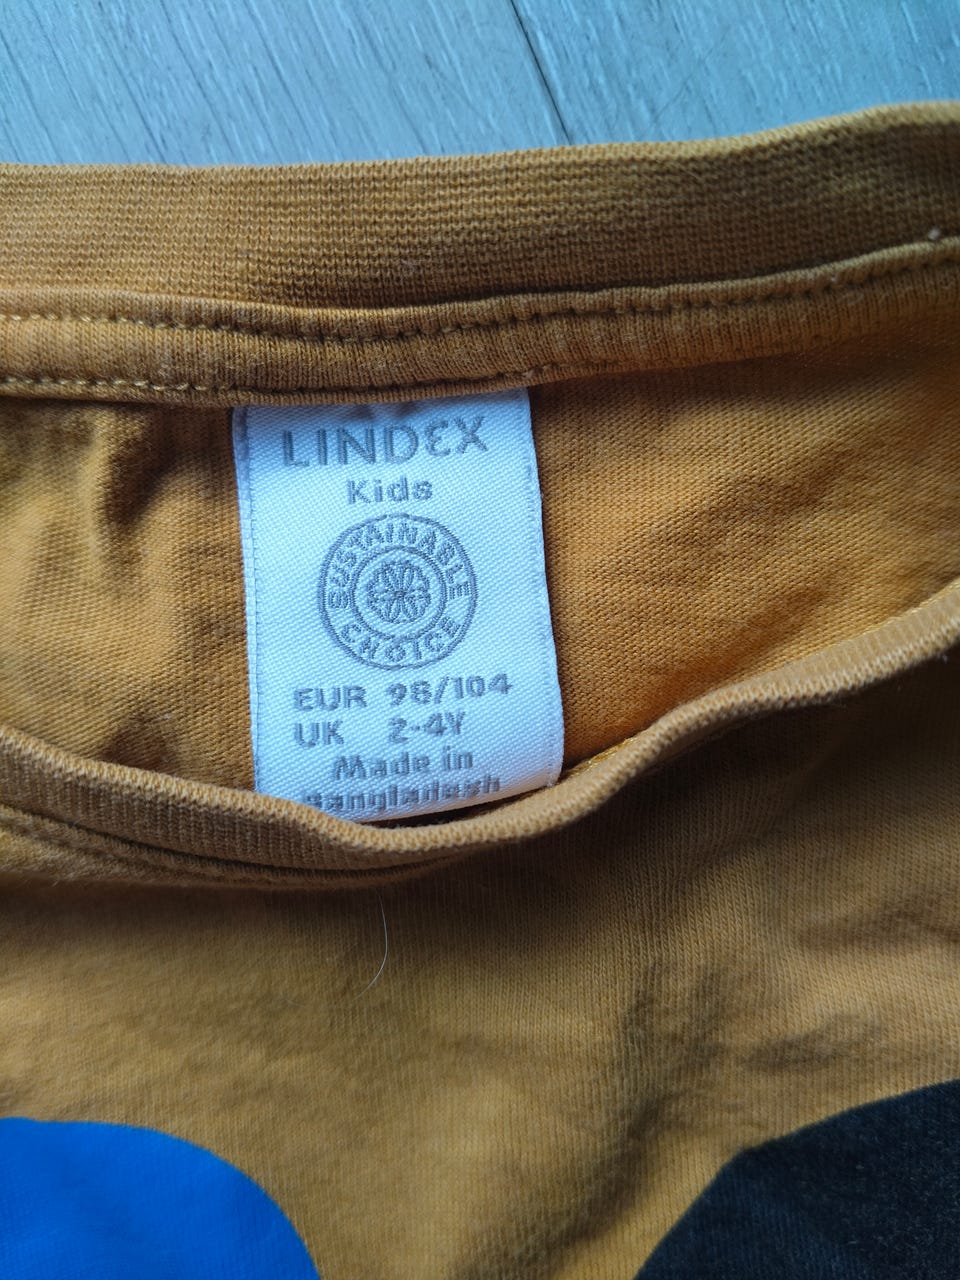 LINDEX
Kids
SUSTAINABLE
CHOICE
EUR 98/104
UK 2-4Y
Made in
Bangladesh